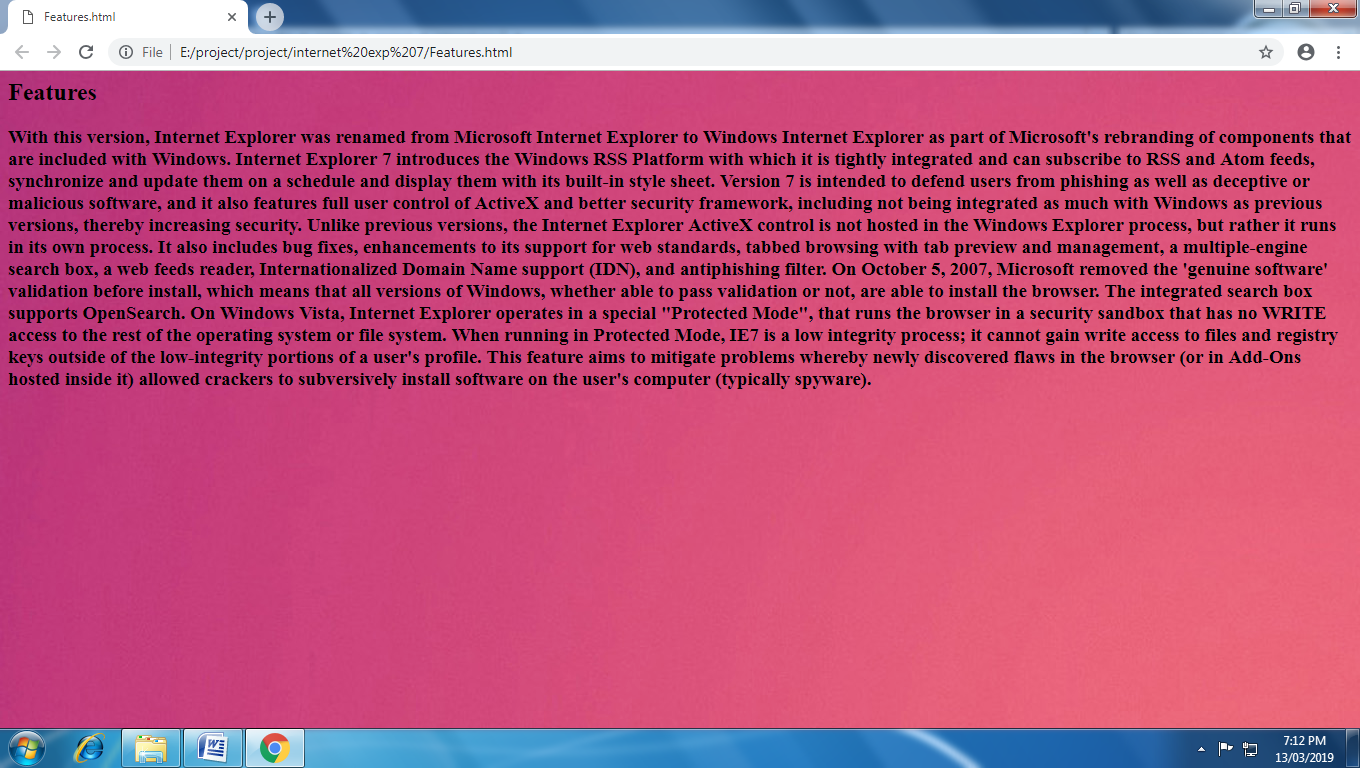 Features.html
File
E:/project/project/internet%20exp%207/Features.html
Features
With this version, Internet Explorer was renamed from Microsoft Internet Explorer to Windows Internet Explorer as part of Microsoft's rebranding of components that
are included with Windows. Internet Explorer 7 introduces the Windows RSS Platform with which it is tightly integrated and can subscribe to RSS and Atom feeds,
synchronize and update them on a schedule and display them with its built-in style sheet. Version 7 is intended to defend users from phishing as well as deceptive or
malicious software, and it also features full user control of ActiveX and better security framework, including not being integrated as much with Windows as previous
versions, thereby increasing security. Unlike previous versions, the Internet Explorer ActiveX control is not hosted in the Windows Explorer process, but rather it runs
in its own process. It also includes bug fixes, enhancements to its support for web standards, tabbed browsing with tab preview and management, a multiple-engine
search box, a web feeds reader, Internationalized Domain Name support (IDN), and antiphishing filter. On October 5, 2007, Microsoft removed the 'genuine software'
validation before install, which means that all versions of Windows, whether able to pass validation or not, are able to install the browser. The integrated search box
supports OpenSearch. On Windows Vista, Internet Explorer operates in a special "Protected Mode", that runs the browser in a security sandbox that has no WRITE
access to the rest of the operating system or file system. When running in Protected Mode, IE7 is a low integrity process; it cannot gain write access to files and registry
keys outside of the low-integrity portions of a user's profile. This feature aims to mitigate problems whereby newly discovered flaws in the browser (or in Add-Ons
hosted inside it) allowed crackers to subversively install software on the user's computer (typically spyware).
7:12 PM
13/03/2019